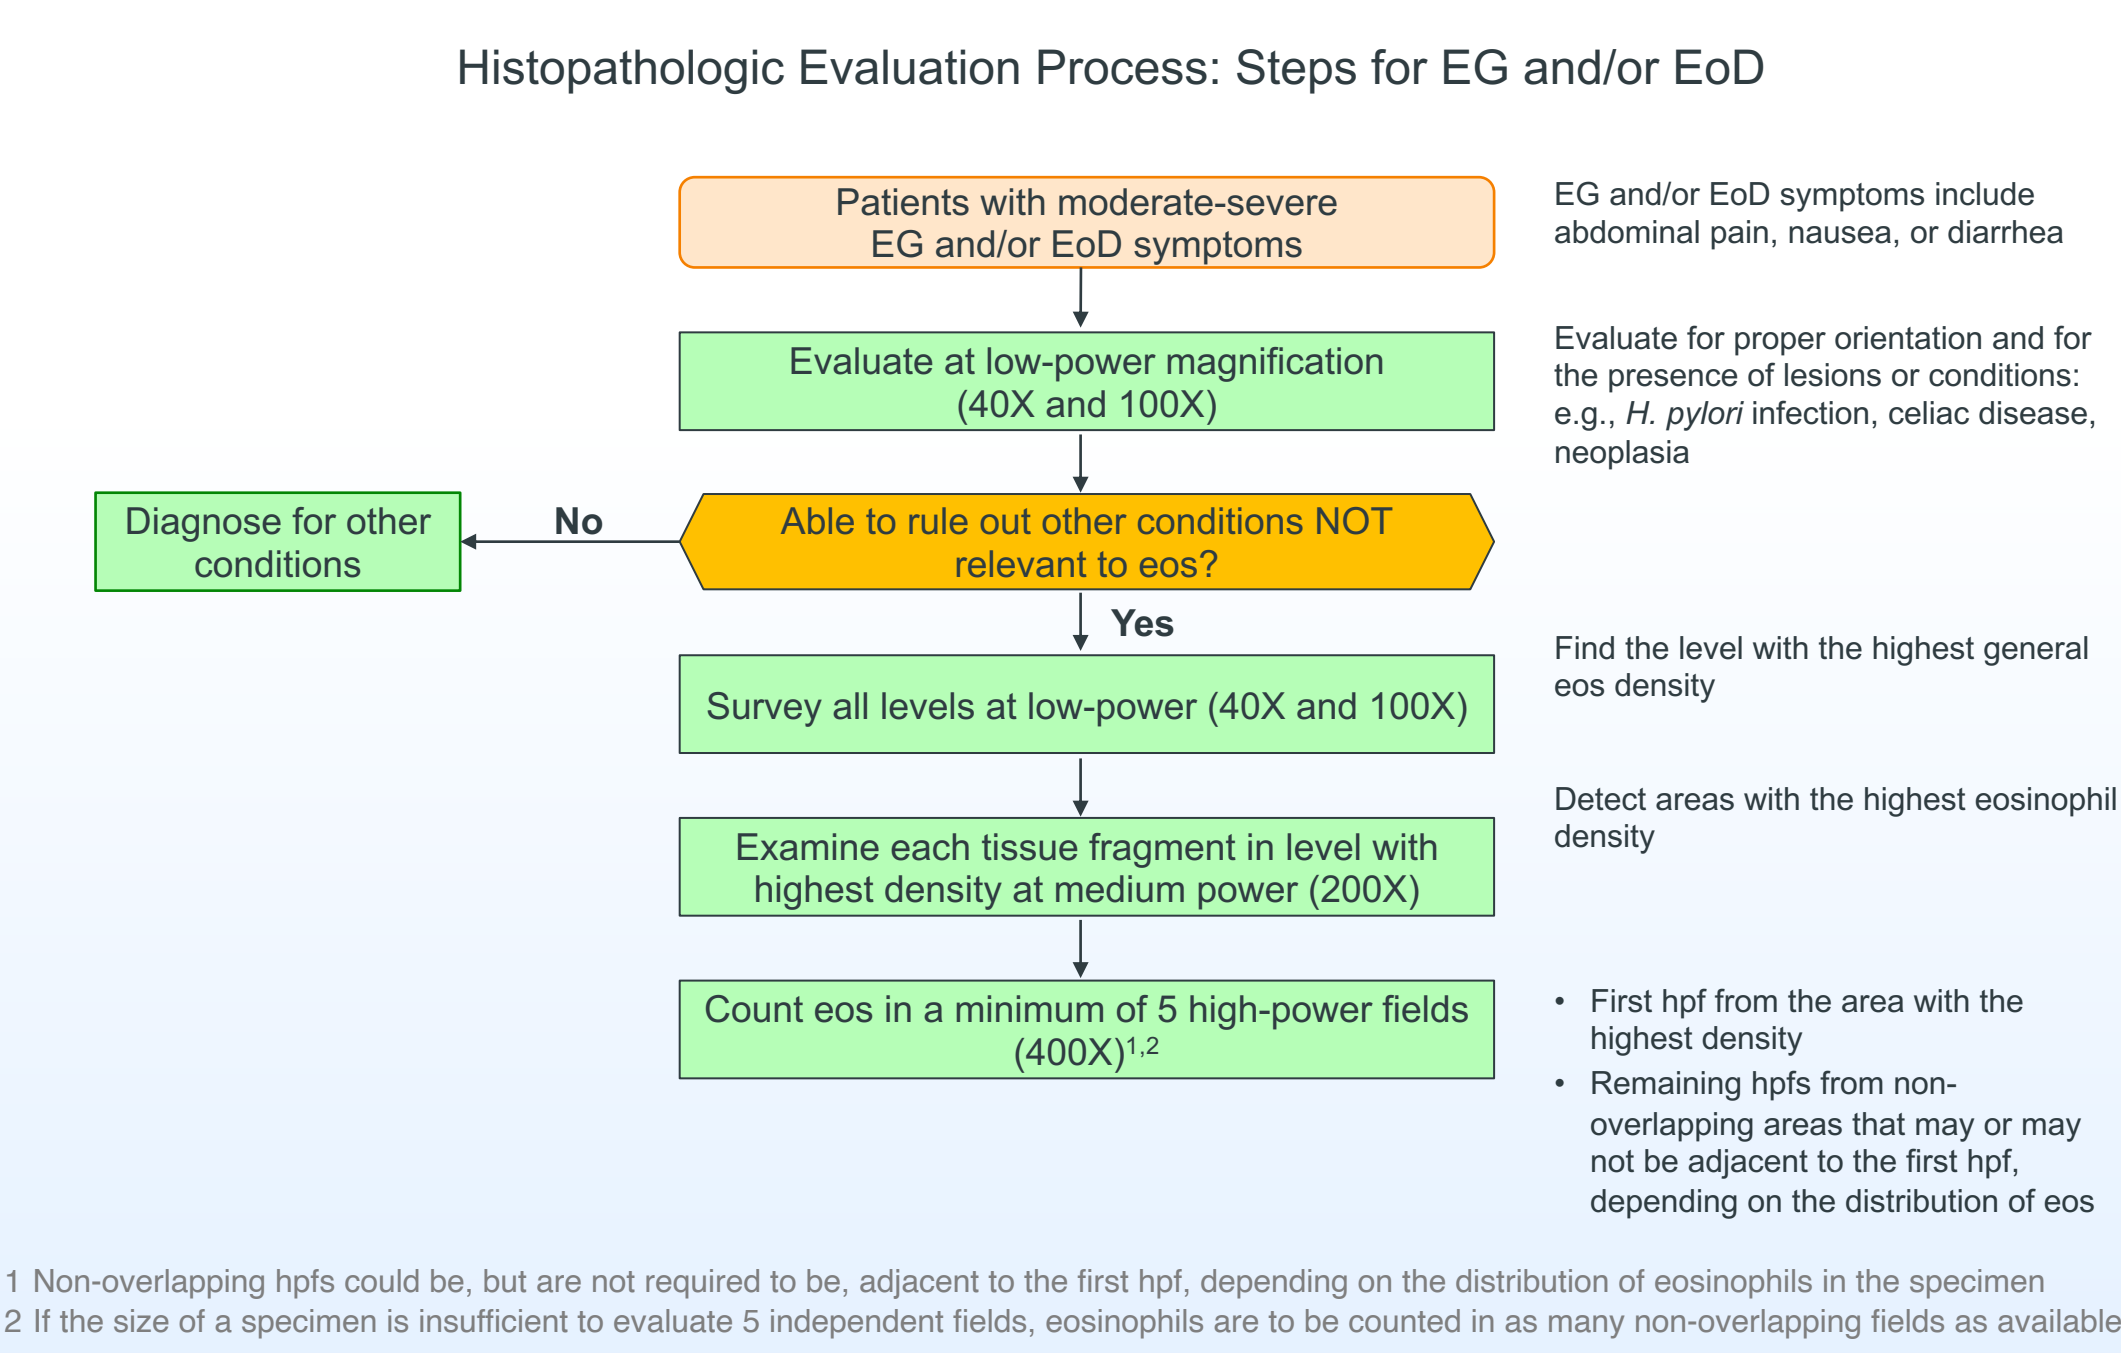 Histopathologic Evaluation Process: Steps for EG and/or EoD
Patients with moderate-severe
EG and/or EoD symptoms
EG and/or EoD symptoms include
abdominal pain, nausea, or diarrhea
Evaluate at low-power magnification
(40X and 100X)
Evaluate for proper orientation and for
the presence of lesions or conditions:
e.g., H. pylori infection, celiac disease,
neoplasia
Able to rule out other conditions NOT
relevant to eos?
No
Diagnose for other
conditions
Yes
Survey all levels at low-power (40X and 100X)
Find the level with the highest general
eos density
Examine each tissue fragment in level with
highest density at medium power (200X)
Detect areas with the highest eosinophil
density
Count eos in a minimum of 5 high-power fields
(400X)1,2
• First hpf from the area with the
highest density
• Remaining hpfs from non-
overlapping areas that may or may
not be adjacent to the first hpf,
depending on the distribution of eos
1 Non-overlapping hpfs could be, but are not required to be, adjacent to the first hpf, depending on the distribution of eosinophils in the specimen
2 If the size of a specimen is insufficient to evaluate 5 independent fields, eosinophils are to be counted in as many non-overlapping fields as available